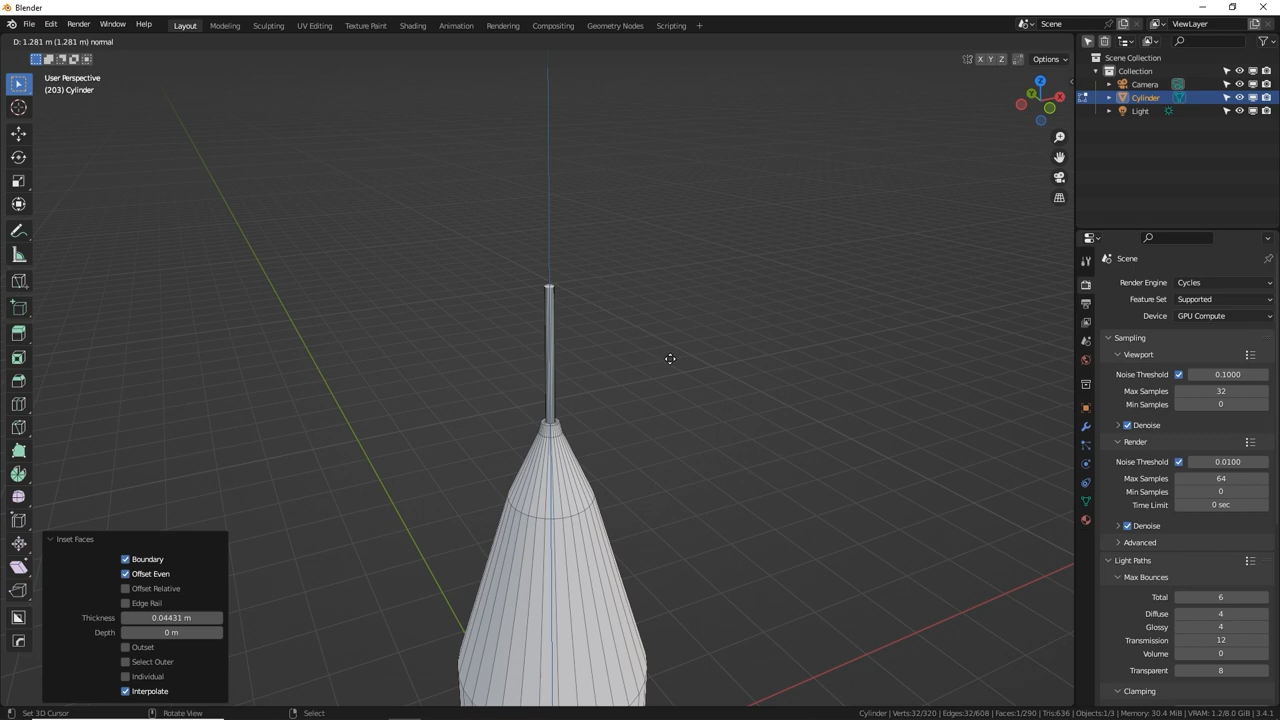 Blender
File Edit Render Window Help
Layout Modeling Sculpting UV Editing Texture Paint Shading Animation Rendering Compositing Geometry Nodes Scripting +
Scene
ViewLayer
D: 1.281 m (1.281 m) normal
X Y Z
Options
User Perspective
(203) Cylinder
Z
Y
X
Scene Collection
Collection
Camera
Cylinder
Light
Scene
Render Engine Cycles
Feature Set Supported
Device GPU Compute
Sampling
Viewport
Noise Threshold 0.1000
Max Samples 32
Min Samples 0
Denoise
Render
Noise Threshold 0.0100
Max Samples 64
Min Samples 0
Time Limit 0 sec
Denoise
Advanced
Light Paths
Max Bounces
Total 6
Diffuse 4
Glossy 4
Transmission 12
Volume 0
Transparent 8
Clamping
Inset Faces
Boundary
Offset Even
Offset Relative
Edge Rail
Thickness 0.04431 m
Depth 0 m
Outset
Select Outer
Individual
Interpolate
Set 3D Cursor
Rotate View
Select
Cylinder | Verts:32/320 | Edges:32/608 | Faces:1/290 | Tris:636 | Objects:1/3 | Memory: 30.4 MiB | VRAM: 1.2/8.0 GiB | 3.4.1